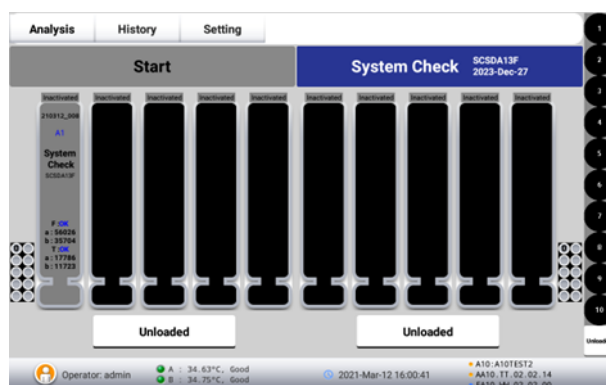 Analysis History Setting
Start
System Check SCSDA13F
2023-Dec-27
Inactivated Inactivated Inactivated Inactivated Inactivated Inactivated Inactivated Inactivated Inactivated Inactivated
210312_008
A1
System
Check
SCSDA13F
F :OK
a : 56026
b : 35704
T :OK
a : 17786
b : 11723
Unloaded Unloaded
1
2
3
4
5
6
7
8
9
10
Unloaded
Operator: admin
A : 34.63°C, Good
B : 34.75°C, Good
2021-Mar-12 16:00:41
A10:A10TEST2
AA10.TT.02.02.14